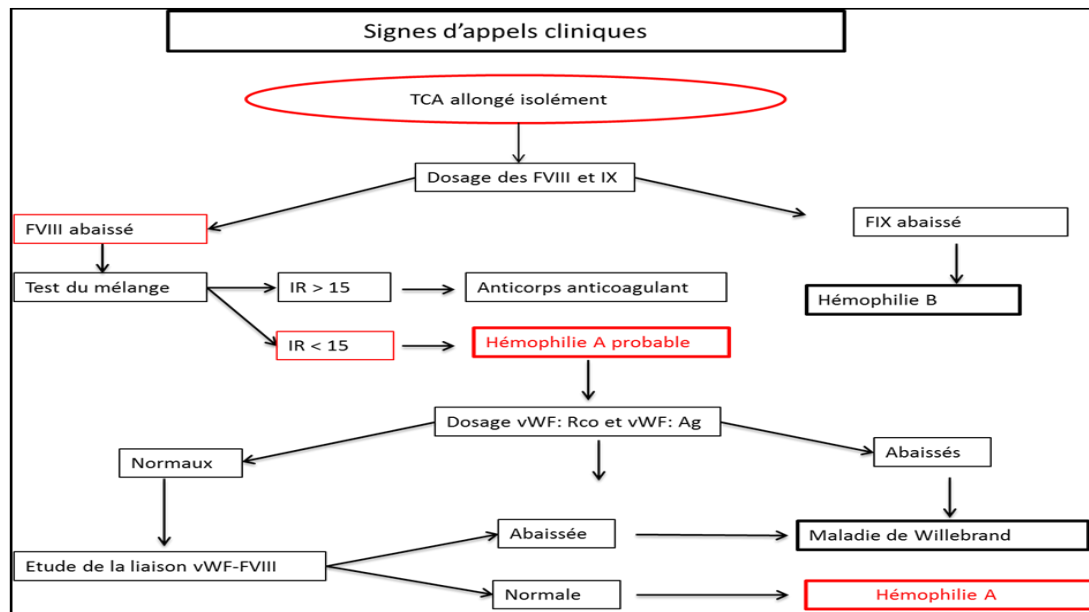 Signes d'appels cliniques
TCA allongé isolément
Dosage des FVIII et IX
FVIII abaissé
FIX abaissé
Test du mélange
IR > 15
Anticorps anticoagulant
Hémophilie B
IR < 15
Hémophilie A probable
Dosage vWF: Rco et vWF: Ag
Normaux
Abaissés
Abaissée
Maladie de Willebrand
Etude de la liaison vWF-FVIII
Normale
Hémophilie A